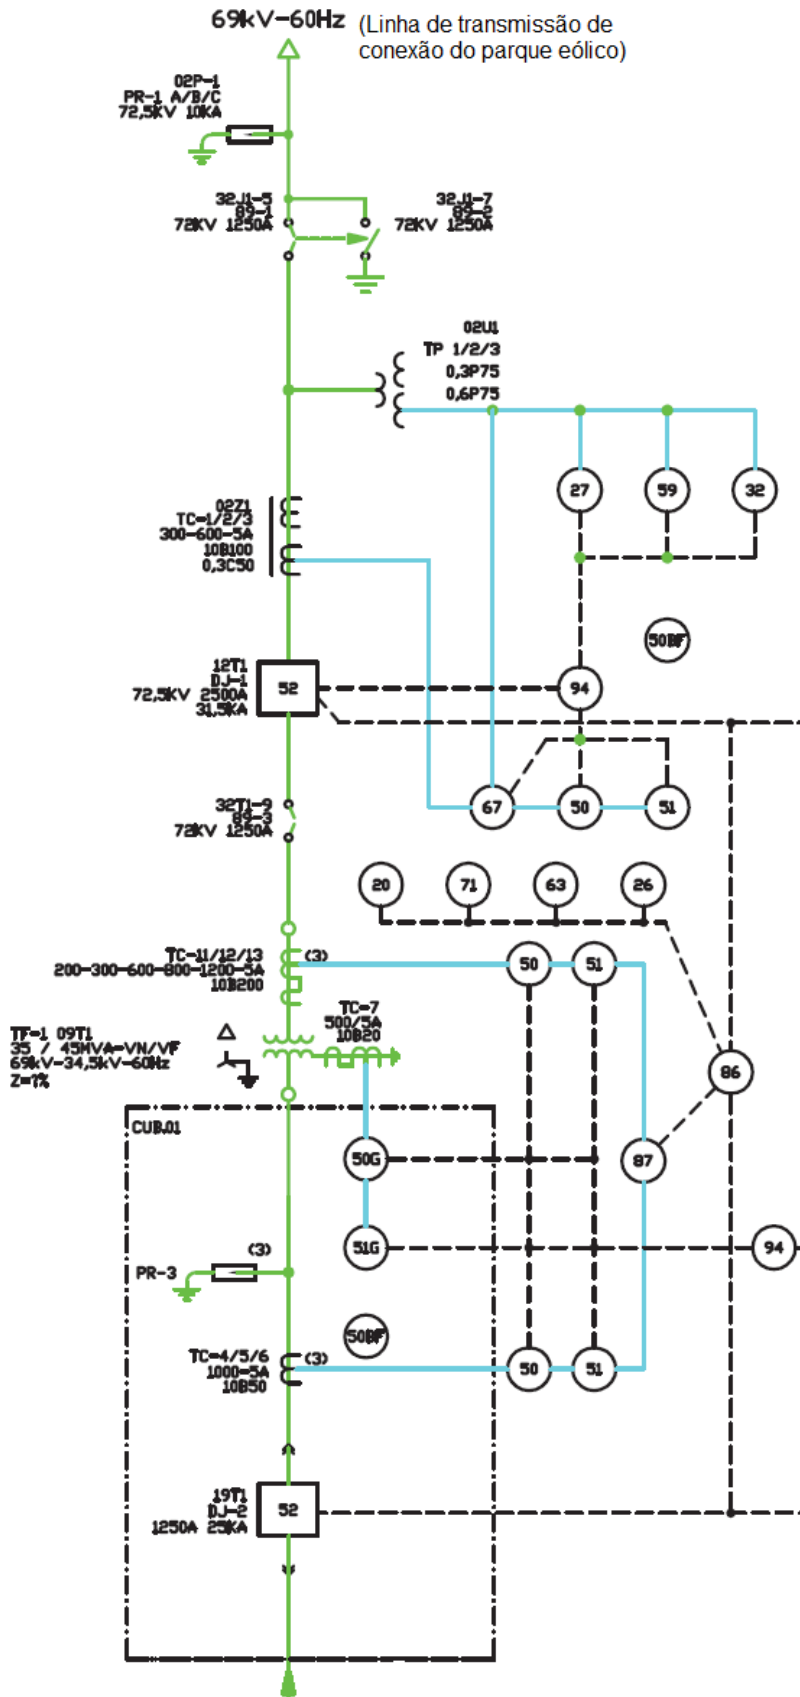 69kV-60Hz
(Linha de transmissão de
conexão do parque eólico)
02P-1
PR-1 A/B/C
72,5KV 10KA
32J1-5
89-1
72KV 1250A
32J1-7
89-2
72KV 1250A
02U1
TP 1/2/3
0,3P75
0,6P75
27
59
32
02Z1
TC-1/2/3
300-600-5A
10B100
0,3C50
50BF
12T1
DJ-1
72,5KV 2500A
31,5KA
52
94
32T1-9
89-3
72KV 1250A
67
50
51
20
71
63
26
TC-11/12/13
200-300-600-800-1200-5A
10B200
(3)
50
51
TC-7
500/5A
10B20
TF-1 09T1
35 / 45MVA-VN/VF
69kV-34,5kV-60Hz
Z=7%
86
CUB.01
50G
87
51G
94
(3)
PR-3
50BF
TC-4/5/6
1000-5A
10B50
(3)
50
51
19T1
DJ-2
1250A 25KA
52